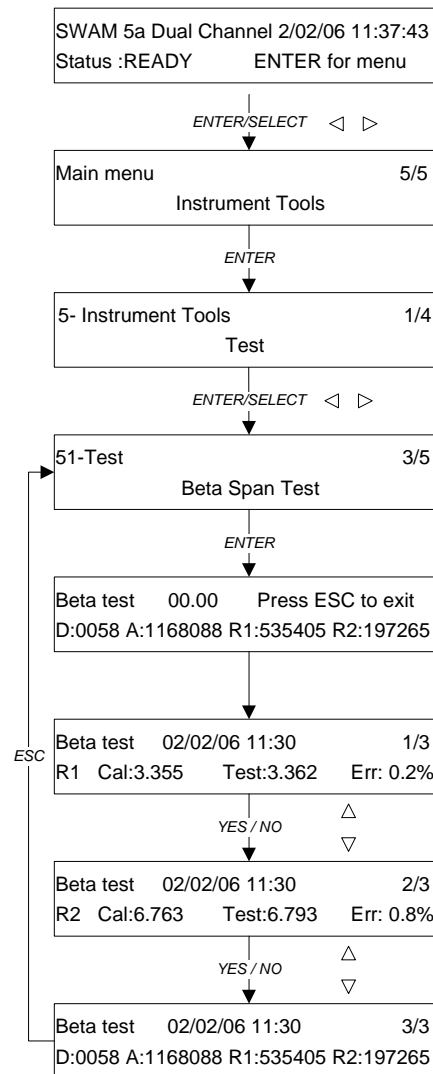 SWAM 5a Dual Channel 2/02/06 11:37:43
Status :READY ENTER for menu
ENTER/SELECT
Main menu 5/5
Instrument Tools
ENTER
5- Instrument Tools 1/4
Test
ENTER/SELECT
51-Test 3/5
Beta Span Test
ENTER
Beta test 00.00 Press ESC to exit
D:0058 A:1168088 R1:535405 R2:197265
ESC
Beta test 02/02/06 11:30 1/3
R1 Cal:3.355 Test:3.362 Err: 0.2%
YES / NO
Beta test 02/02/06 11:30 2/3
R2 Cal:6.763 Test:6.793 Err: 0.8%
YES / NO
Beta test 02/02/06 11:30 3/3
D:0058 A:1168088 R1:535405 R2:197265